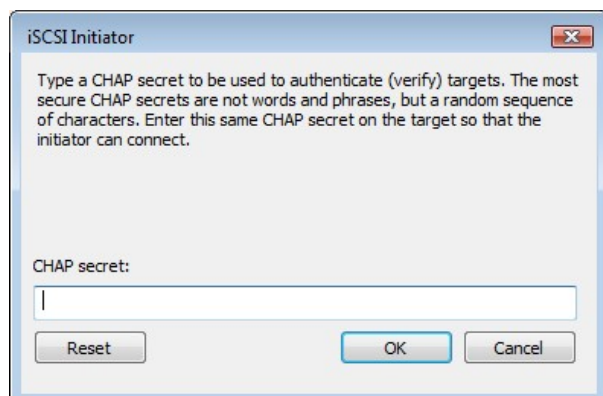 iSCSI Initiator
Type a CHAP secret to be used to authenticate (verify) targets. The most
secure CHAP secrets are not words and phrases, but a random sequence
of characters. Enter this same CHAP secret on the target so that the
initiator can connect.
CHAP secret:
Reset OK Cancel